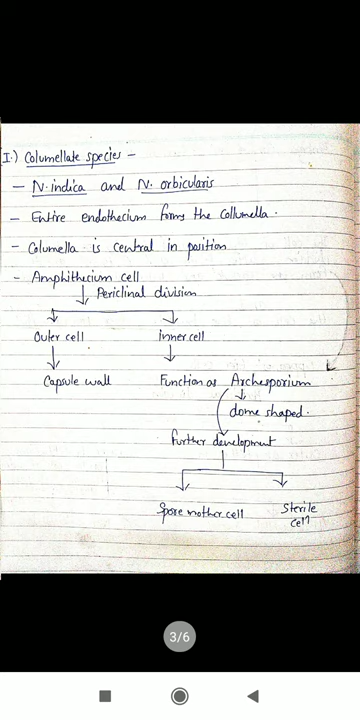 I.) Columellate species -
- N. indica and N. orbicularis
- Entire endothecium forms the Collumella.
- Columella is central in position
- Amphithecium cell
Periclinal division
Outer cell inner cell
Capsule wall Function as Archesporium
dome shaped.
further development
Spore mother cell Sterile
cell
3/6